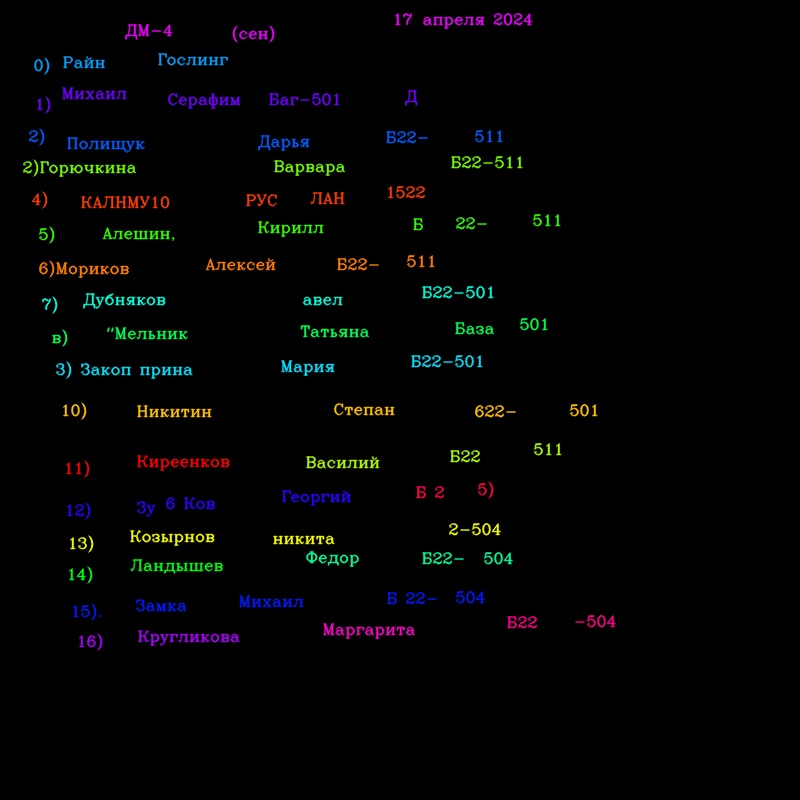 ДМ-4 (сен) 17 апреля 2024
0) Райн Гослинг
1) Михаил Серафим Баг-501 Д
2) Полищук Дарья Б22- 511
2)Горючкина Варвара Б22-511
4) КАЛНМУ10 РУС ЛАН 1522
5) Алешин, Кирилл Б 22- 511
6)Мориков Алексей Б22- 511
7) Дубняков авел Б22-501
в) “Мельник Татьяна База 501
3) Закоп прина Мария Б22-501
10) Никитин Степан 622- 501
11) Киреенков Василий Б22 511
12) Зу 6 Ков Георгий Б 2 5)
13) Козырнов никита 2-504
14) Ландышев Федор Б22- 504
15). Замка Михаил Б 22- 504
16) Кругликова Маргарита Б22 -504